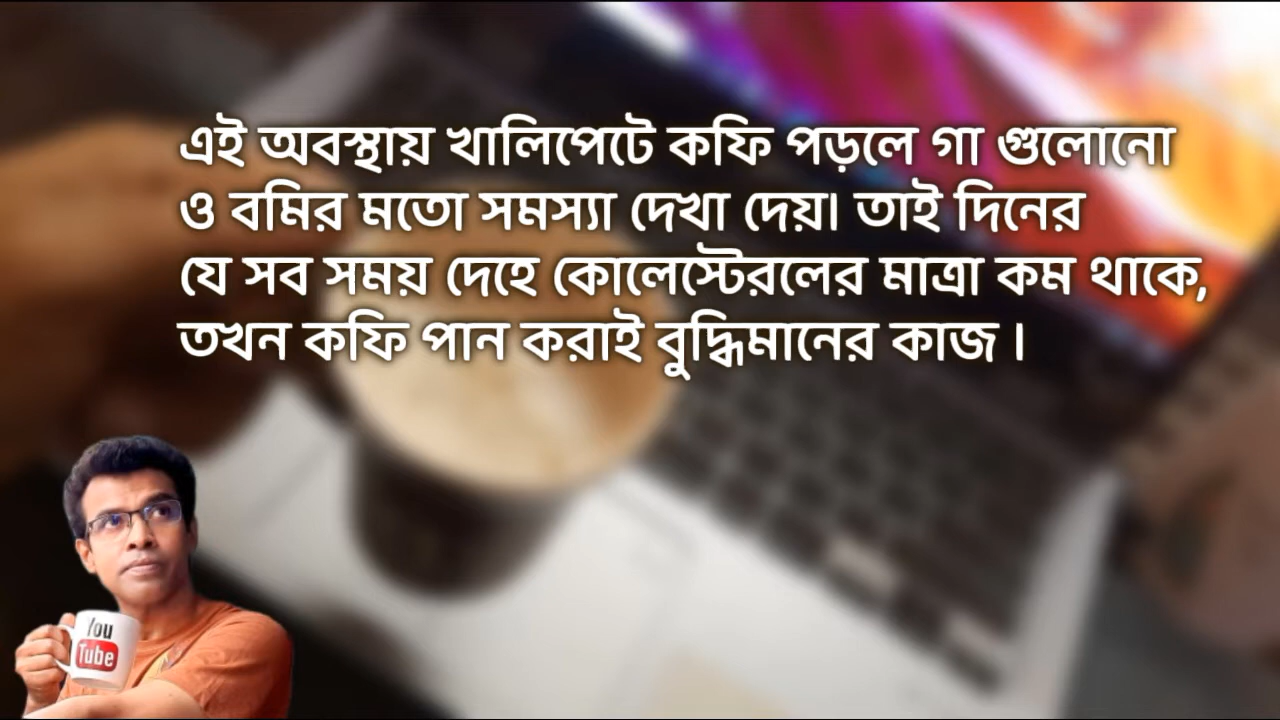 এই অবস্থায় খালিপেটে কফি পড়লে গা গুলোনো
ও বমির মতো সমস্যা দেখা দেয়। তাই দিনের
যে সব সময় দেহে কোলেস্টেরলের মাত্রা কম থাকে,
তখন কফি পান করাই বুদ্ধিমানের কাজ।
You
Tube